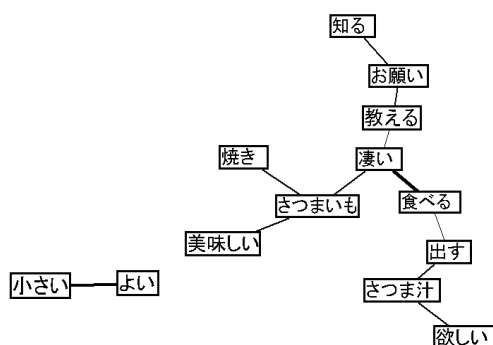 知る
お願い
教える
凄い
焼き
さつまいも
食べる
美味しい
出す
小さい
よい
さつま汁
欲しい